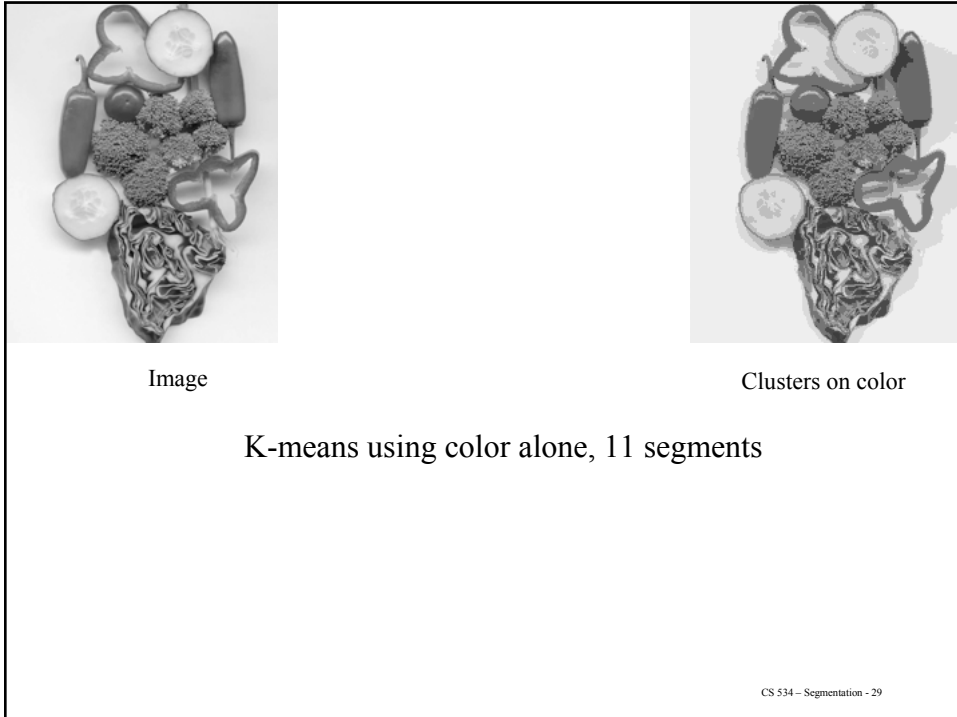 Image
Clusters on color
K-means using color alone, 11 segments
CS 534 – Segmentation - 29